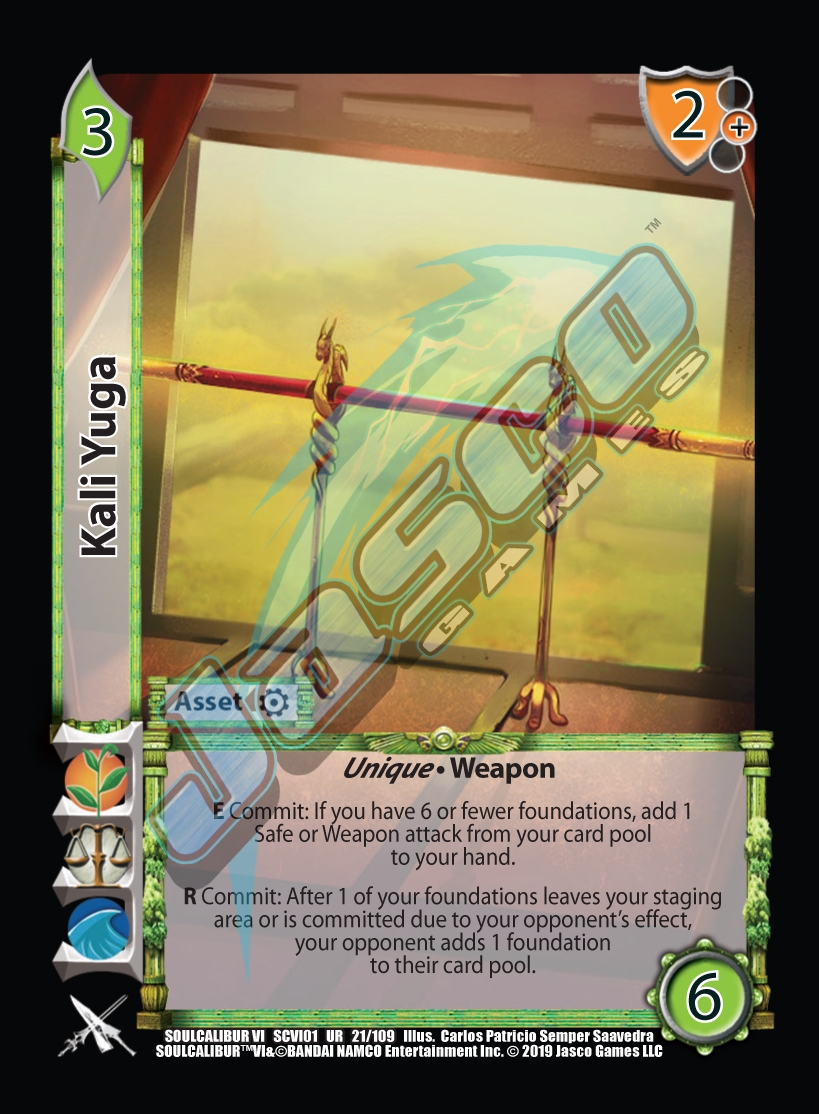 3
2
+
Kali Yuga
JASCO
GAMES
™
Asset
Unique • Weapon
E Commit: If you have 6 or fewer foundations, add 1
Safe or Weapon attack from your card pool
to your hand.
R Commit: After 1 of your foundations leaves your staging
area or is committed due to your opponent's effect,
your opponent adds 1 foundation
to their card pool.
6
SOULCALIBUR VI SCVI01 UR 21/109 Illus. Carlos Patricio Semper Saavedra
SOULCALIBUR™VI&©BANDAI NAMCO Entertainment Inc. © 2019 Jasco Games LLC